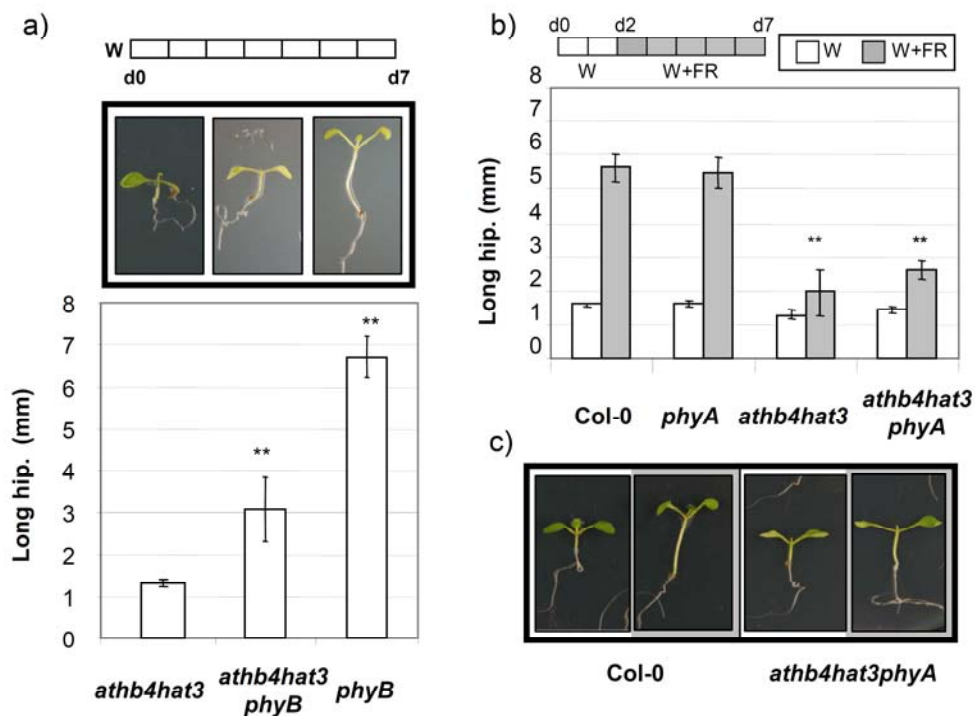 a)
W
d0 d7
Long hip. (mm)
8
7
6
5
4
3
2
1
0
**
**
athb4hat3
athb4hat3
phyB
phyB
b)
d0 d2 d7
W W+FR
W W+FR
Long hip. (mm)
8
7
6
5
4
3
2
1
0
**
**
Col-0
phyA
athb4hat3
athb4hat3
phyA
c)
Col-0
athb4hat3phyA